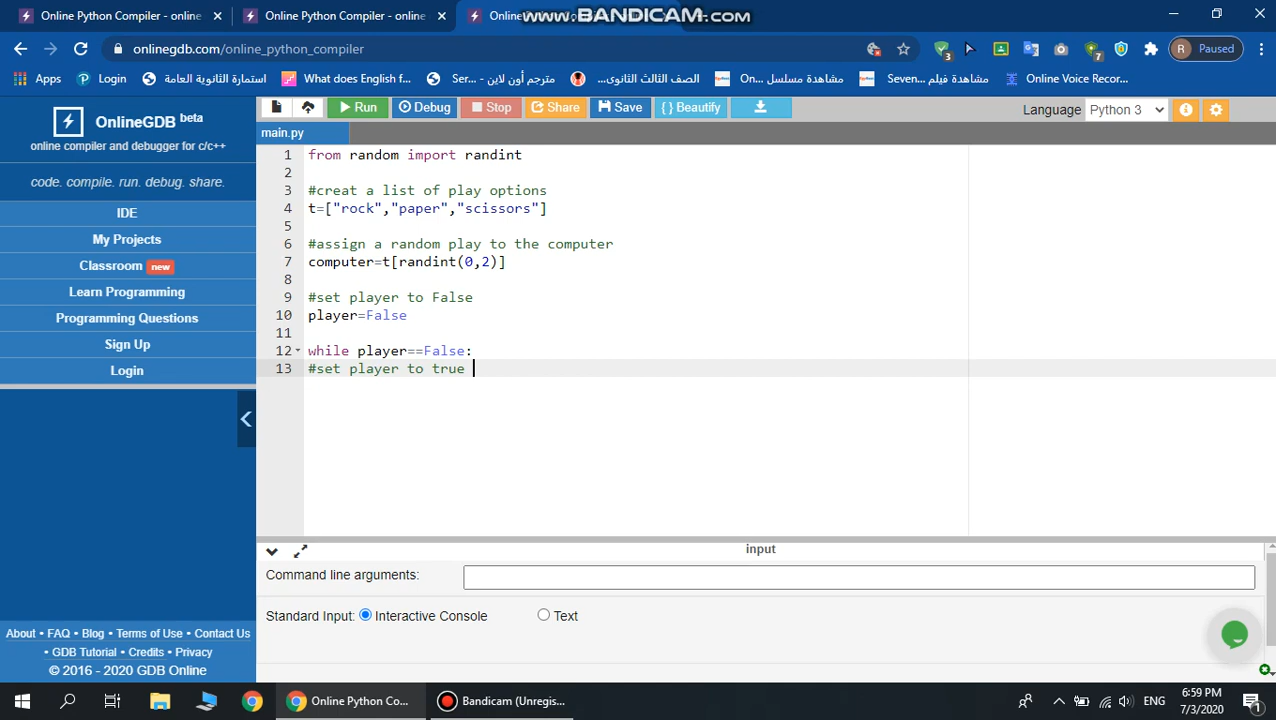 Online Python Compiler - online
Online Python Compiler - online
Onlin
www.BANDICAM.com
onlinegdb.com/online_python_compiler
R Paused
Apps
Login
استمارة الثانوية العامة
What does English f...
مترجم أون لاين - Ser...
الصف الثالث الثانوى...
مشاهدة مسلسل On...
مشاهدة فيلم Seven...
Online Voice Recor...
OnlineGDB beta
online compiler and debugger for c/c++
code. compile. run. debug. share.
IDE
My Projects
Classroom new
Learn Programming
Programming Questions
Sign Up
Login
About • FAQ • Blog • Terms of Use • Contact Us
• GDB Tutorial • Credits • Privacy
© 2016 - 2020 GDB Online
Run
Debug
Stop
Share
Save
{ } Beautify
Language Python 3
main.py
1 from random import randint
2
3 #creat a list of play options
4 t=["rock","paper","scissors"]
5
6 #assign a random play to the computer
7 computer=t[randint(0,2)]
8
9 #set player to False
10 player=False
11
12 while player==False:
13 #set player to true
input
Command line arguments:
Standard Input: Interactive Console Text
Online Python Co...
Bandicam (Unregis...
ENG
6:59 PM
7/3/2020